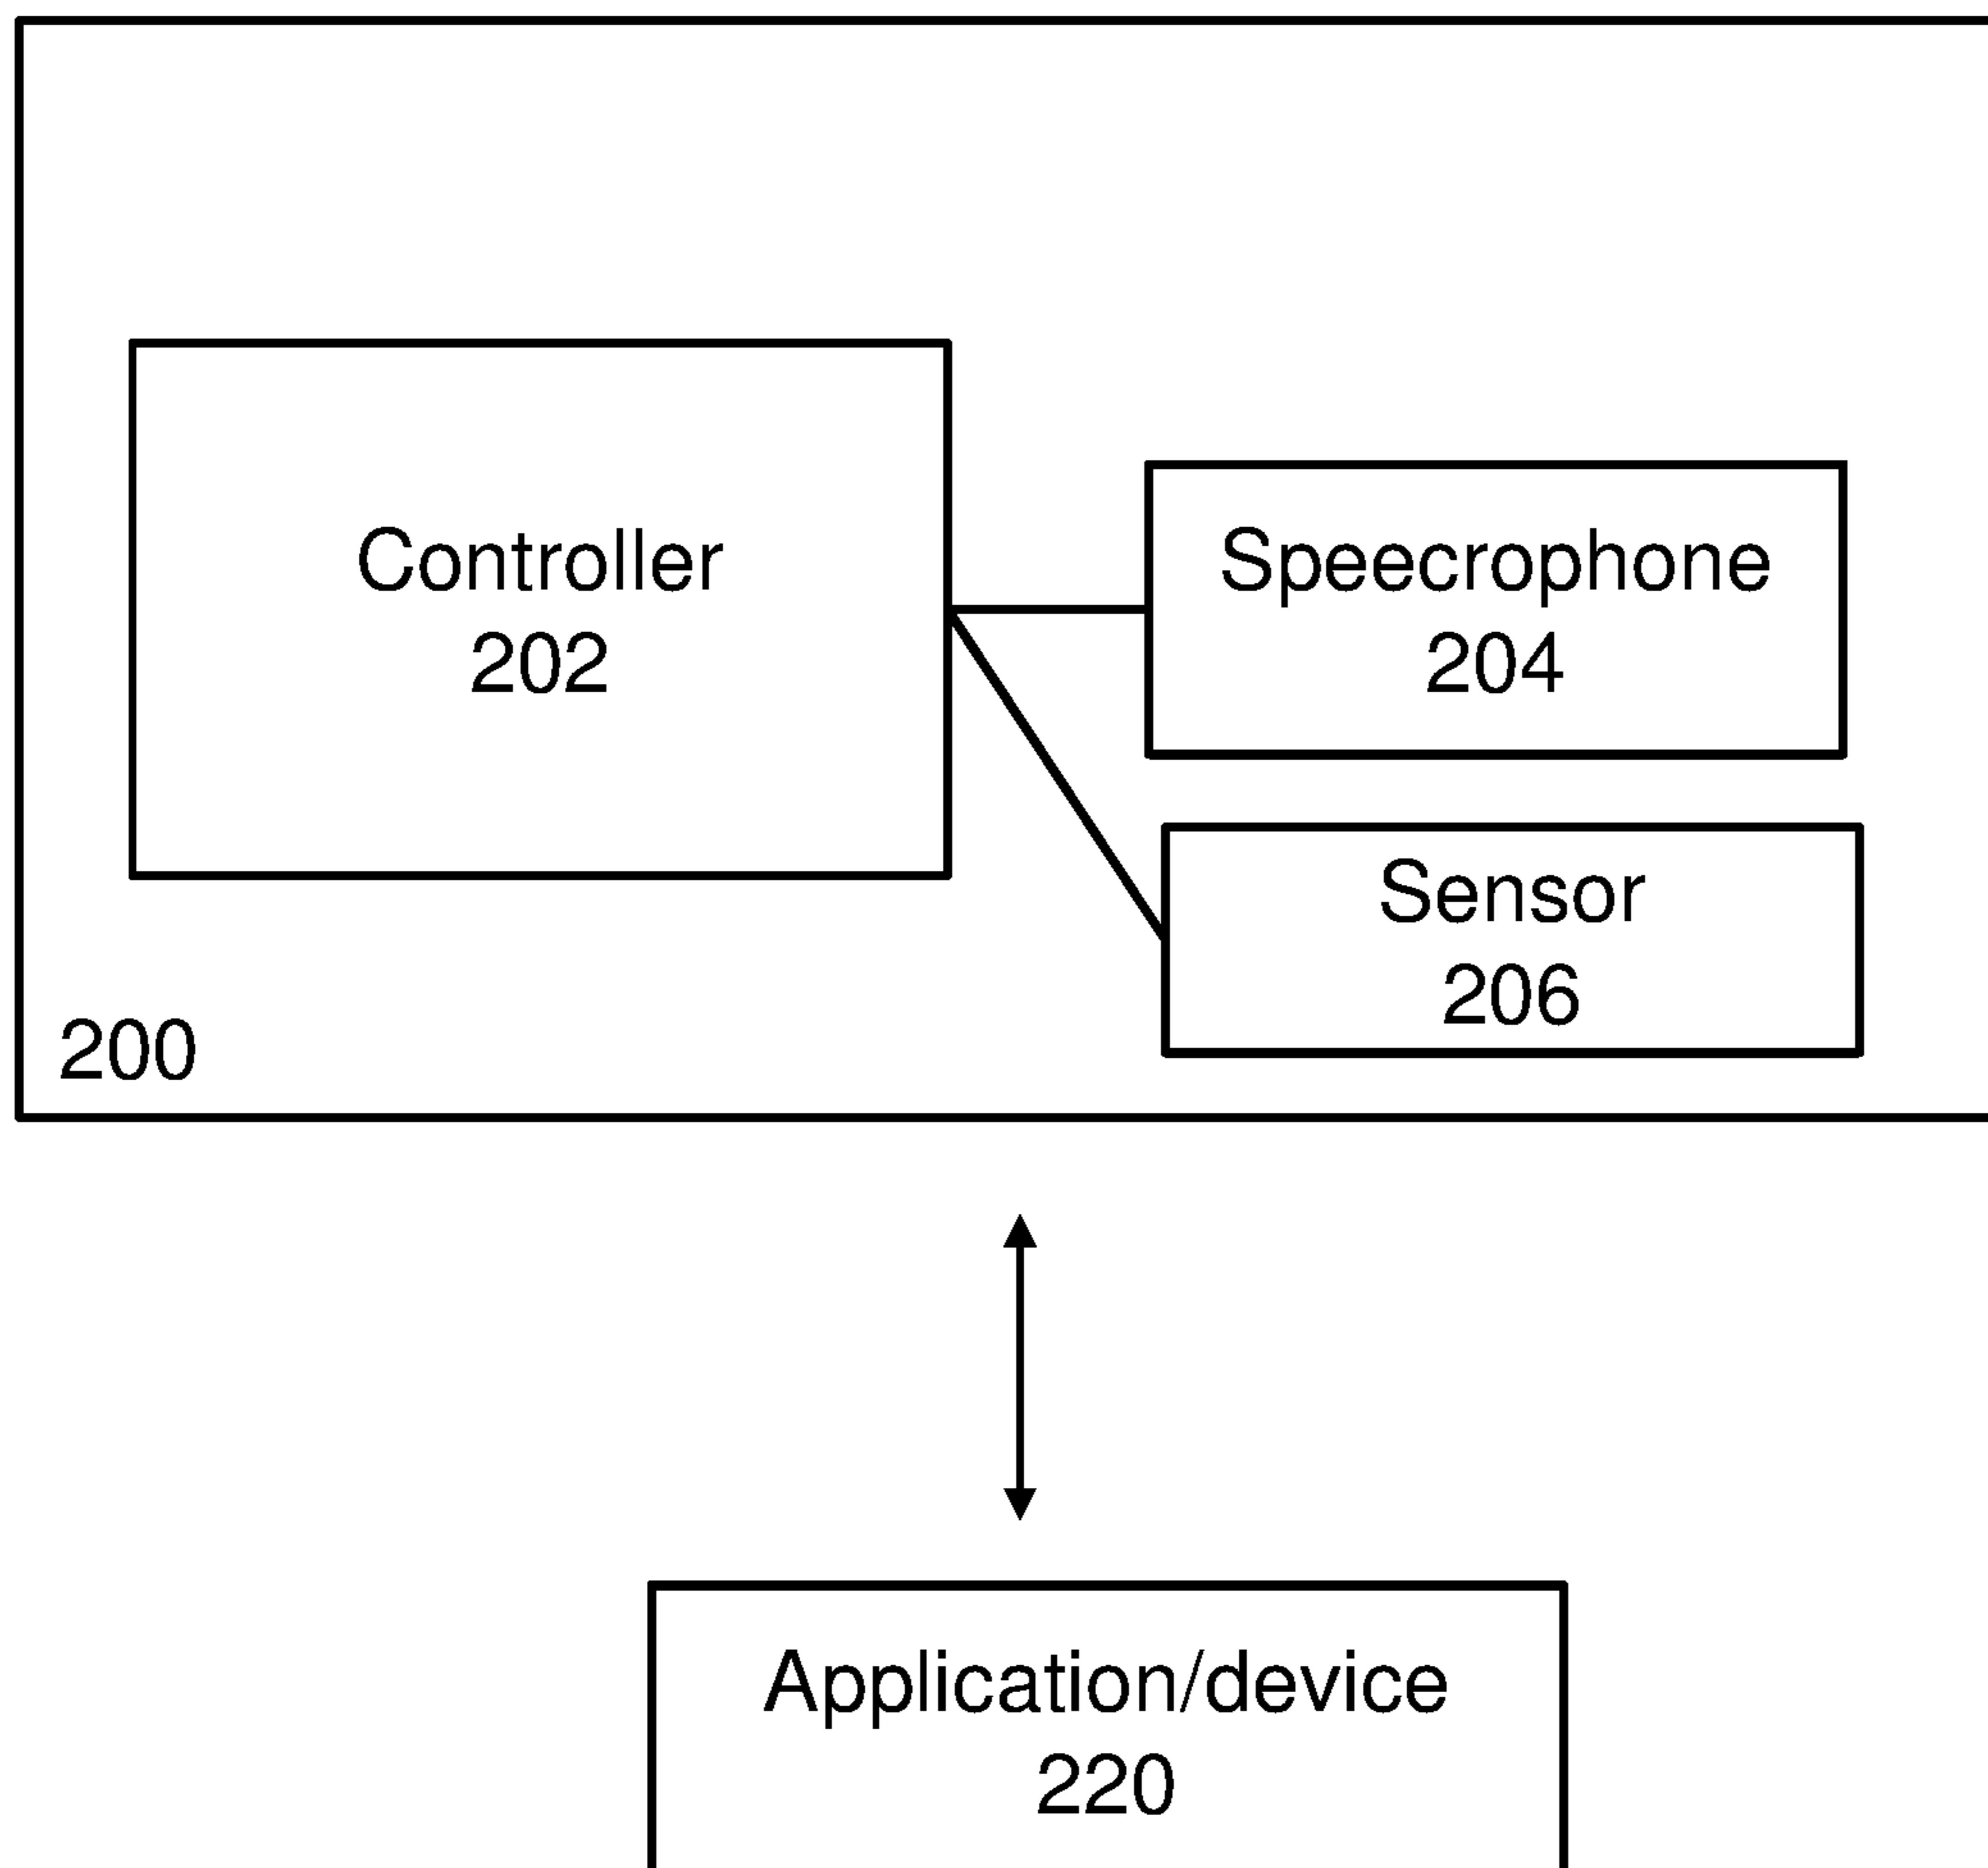 Controller
202
Speecrophone
204
Sensor
206
200
Application/device
220